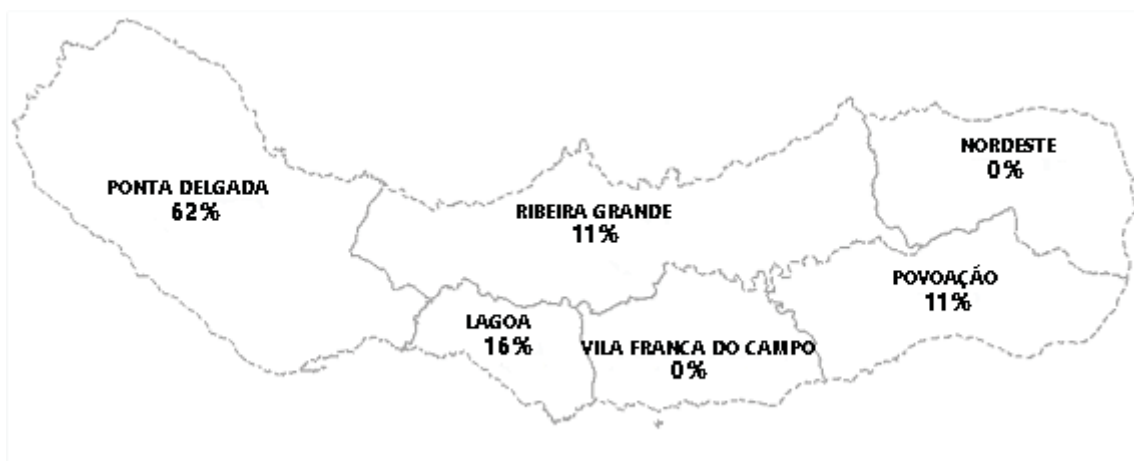 NORDESTE
0%
PONTA DELGADA
62%
RIBEIRA GRANDE
11%
POVOAÇÃO
11%
LAGOA
16%
VILA FRANCA DO CAMPO
0%